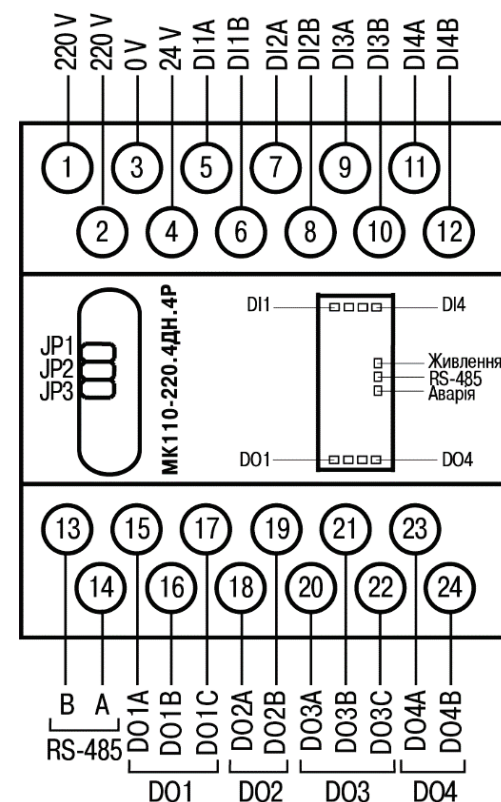 220 V
220 V
0 V
24 V
DI1A
DI1B
DI2A
DI2B
DI3A
DI3B
DI4A
DI4B
1
3
5
7
9
11
2
4
6
8
10
12
JP1
JP2
JP3
МК110-220.4ДН.4Р
DI1
DI4
Живлення
RS-485
Аварія
DO1
DO4
13
15
17
19
21
23
14
16
18
20
22
24
B
A
DO1A
DO1B
DO1C
DO2A
DO2B
DO3A
DO3B
DO3C
DO4A
DO4B
RS-485
DO1
DO2
DO3
DO4